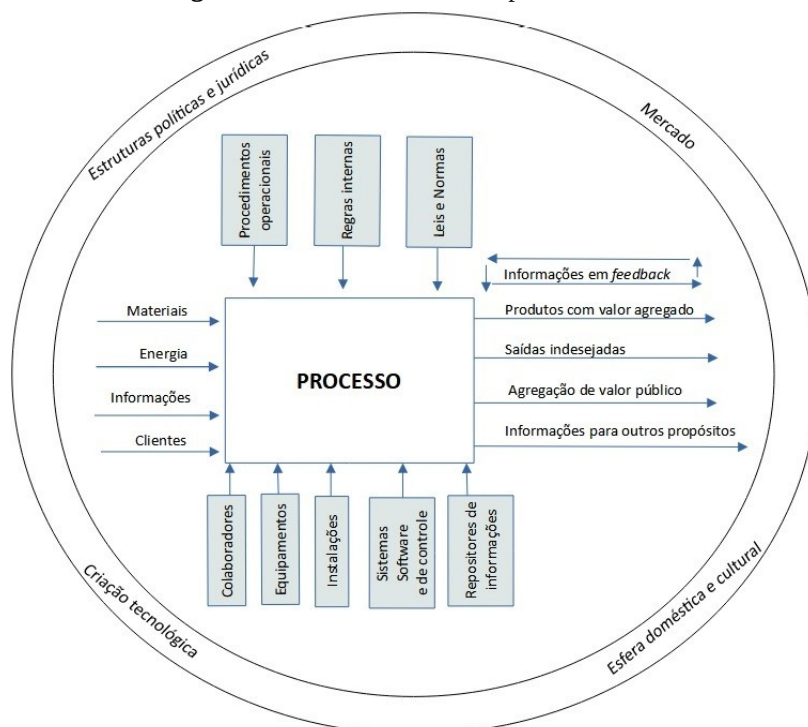 Estruturas políticas e jurídicas
Mercado
Procedimentos
operacionais
Regras internas
Leis e Normas
Informações em feedback
Materiais
Produtos com valor agregado
Energia
Saídas indesejadas
PROCESSO
Informações
Agregação de valor público
Clientes
Informações para outros propósitos
Colaboradores
Equipamentos
Instalações
Sistemas
Software
e de controle
Repositores de
informações
Criação tecnológica
Esfera doméstica e cultural